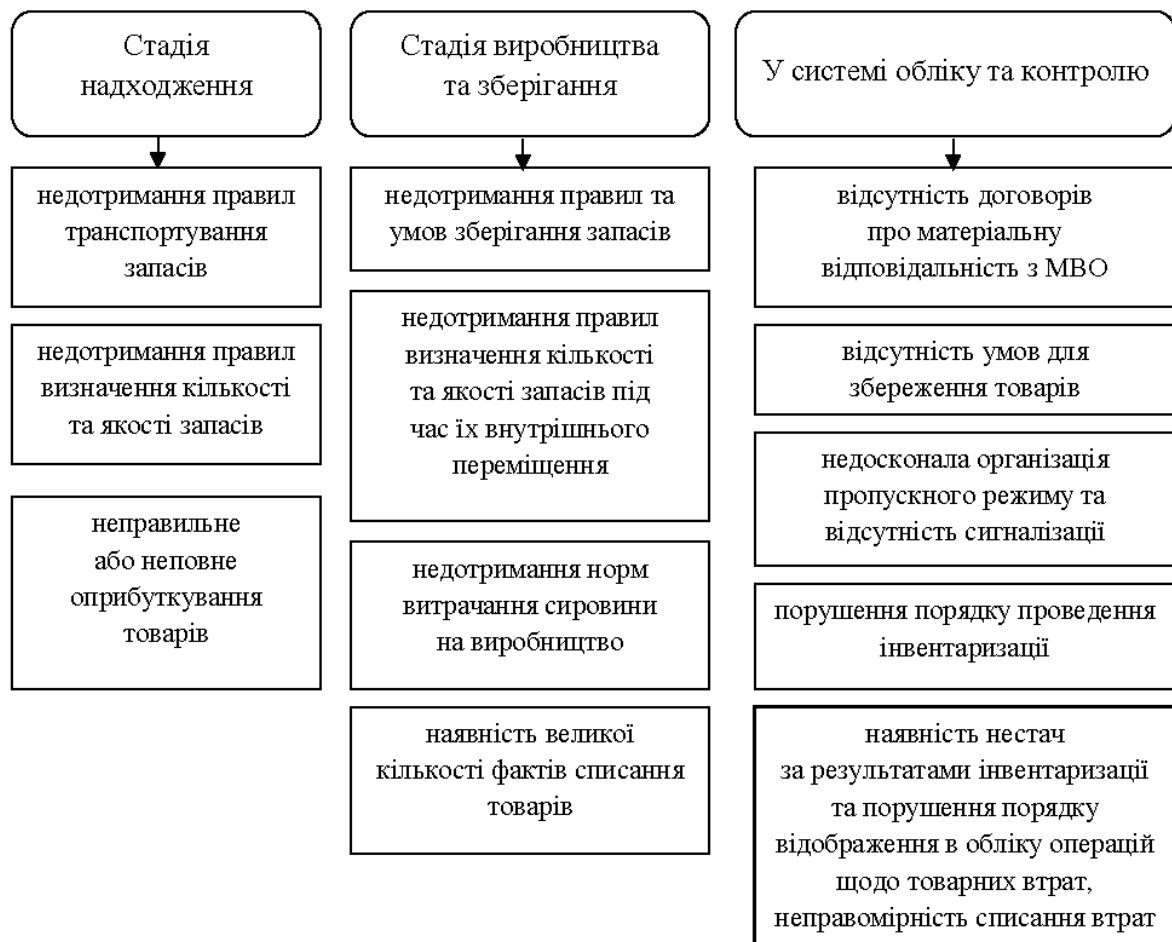 Стадія
надходження
недотримання правил
транспортування
запасів
недотримання правил
визначення кількості
та якості запасів
неправильне
або неповне
оприбуткування
товарів
Стадія виробництва
та зберігання
недотримання правил та
умов зберігання запасів
недотримання правил
визначення кількості
та якості запасів під
час їх внутрішнього
переміщення
недотримання норм
витрачання сировини
на виробництво
наявність великої
кількості фактів списання
товарів
У системі обліку та контролю
відсутність договорів
про матеріальну
відповідальність з МВО
відсутність умов для
збереження товарів
недосконала організація
пропускного режиму та
відсутність сигналізації
порушення порядку проведення
інвентаризації
наявність нестач
за результатами інвентаризації
та порушення порядку
відображення в обліку операцій
щодо товарних втрат,
неправомірність списання втрат